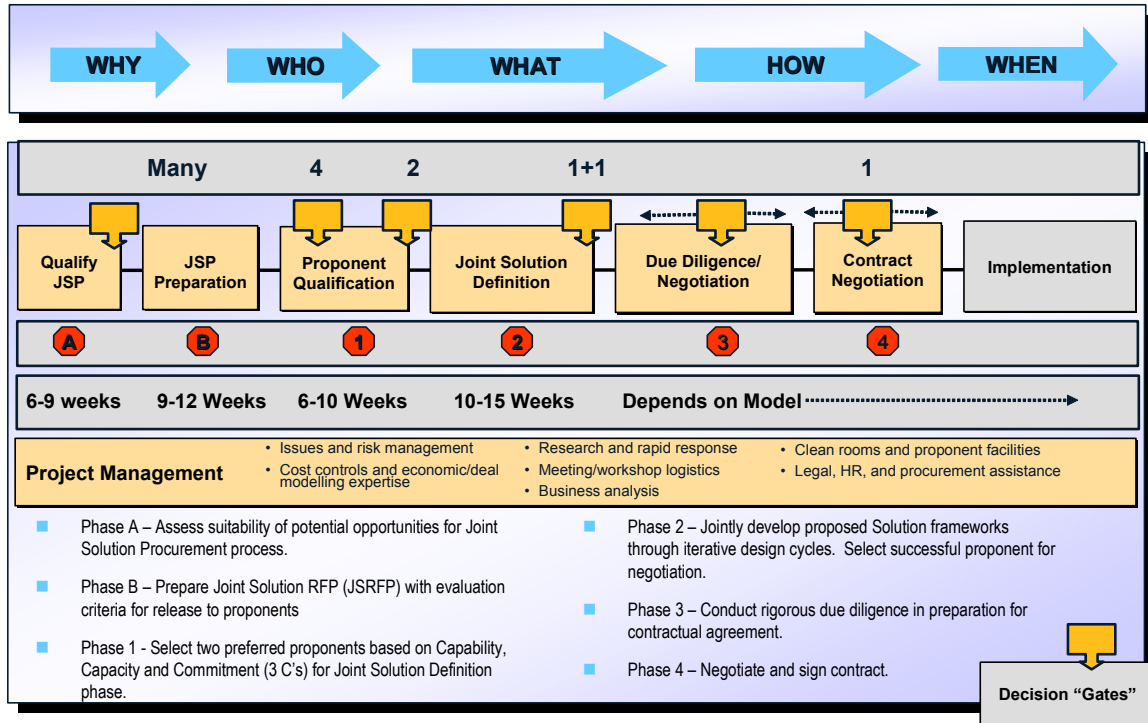 WHY
WHO
WHAT
HOW
WHEN
Many
4
2
1+1
1
Qualify
JSP
JSP
Preparation
Proponent
Qualification
Joint Solution
Definition
Due Diligence/
Negotiation
Contract
Negotiation
Implementation
A
B
1
2
3
4
6-9 weeks
9-12 Weeks
6-10 Weeks
10-15 Weeks
Depends on Model
Project Management
• Issues and risk management
• Cost controls and economic/deal
modelling expertise
• Research and rapid response
• Meeting/workshop logistics
• Business analysis
• Clean rooms and proponent facilities
• Legal, HR, and procurement assistance
Phase A – Assess suitability of potential opportunities for Joint
Solution Procurement process.
Phase B – Prepare Joint Solution RFP (JSRFP) with evaluation
criteria for release to proponents
Phase 1 - Select two preferred proponents based on Capability,
Capacity and Commitment (3 C's) for Joint Solution Definition
phase.
Phase 2 – Jointly develop proposed Solution frameworks
through iterative design cycles. Select successful proponent for
negotiation.
Phase 3 – Conduct rigorous due diligence in preparation for
contractual agreement.
Phase 4 – Negotiate and sign contract.
Decision “Gates”